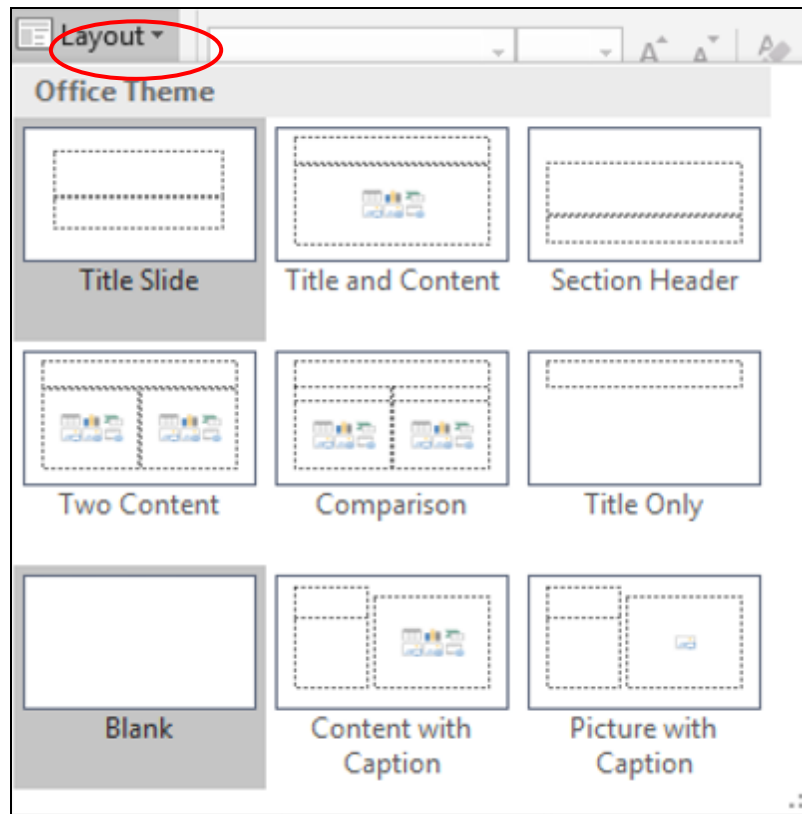 Layout
A A A
Office Theme
Title Slide
Title and Content
Section Header
Two Content
Comparison
Title Only
Blank
Content with
Caption
Picture with
Caption